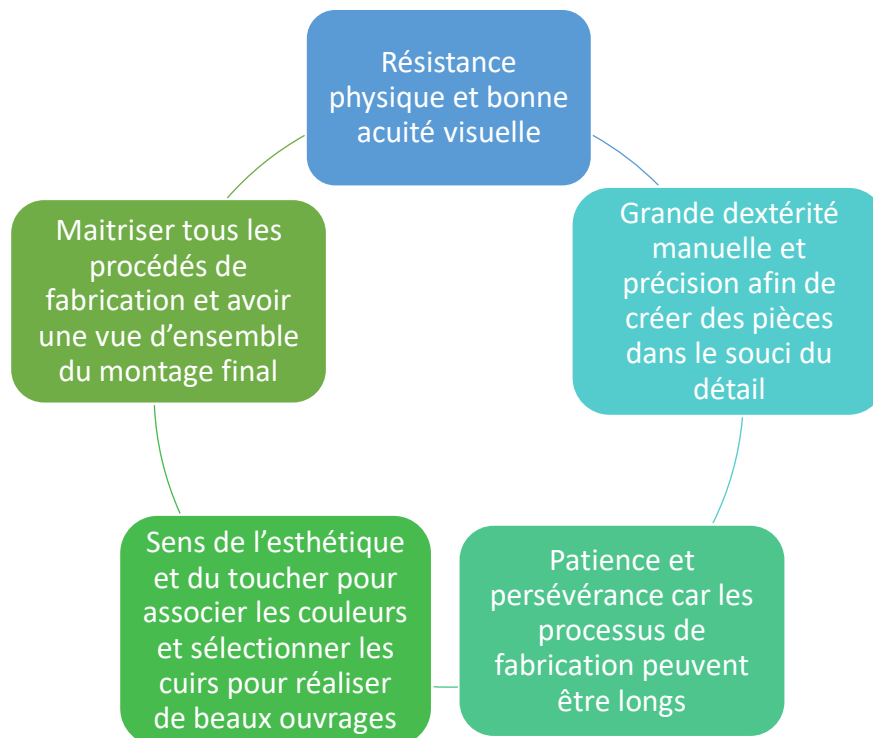 Résistance
physique et bonne
acuité visuelle
Grande dextérité
manuelle et
précision afin de
créer des pièces
dans le souci du
détail
Patience et
persévérance car les
processus de
fabrication peuvent
être longs
Sens de l’esthétique
et du toucher pour
associer les couleurs
et sélectionner les
cuirs pour réaliser
de beaux ouvrages
Maitriser tous les
procédés de
fabrication et avoir
une vue d’ensemble
du montage final